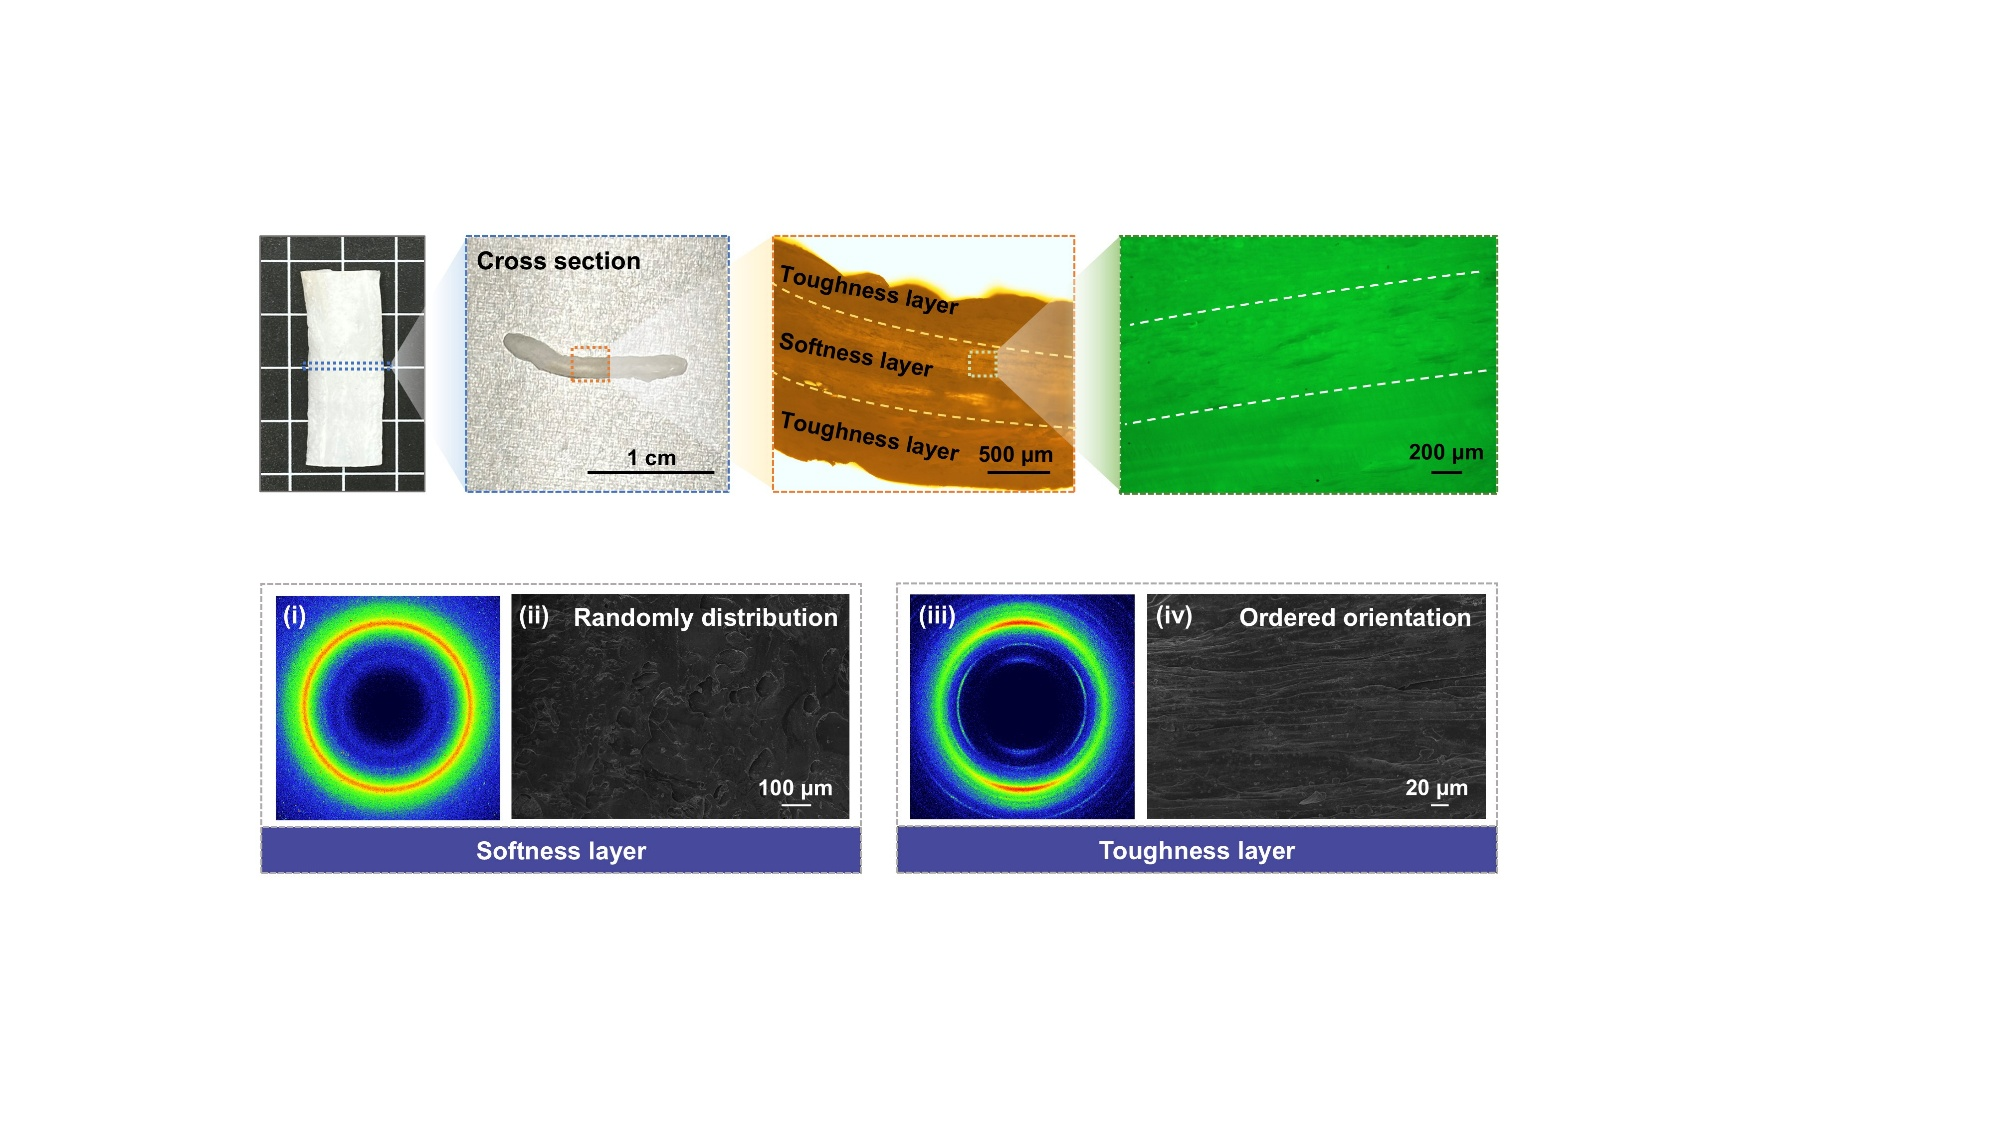 Cross section
1 cm
Toughness layer
Softness layer
Toughness layer
500 μm
200 μm
(i)
(ii)
Randomly distribution
100 μm
Softness layer
(iii)
(iv)
Ordered orientation
20 μm
Toughness layer